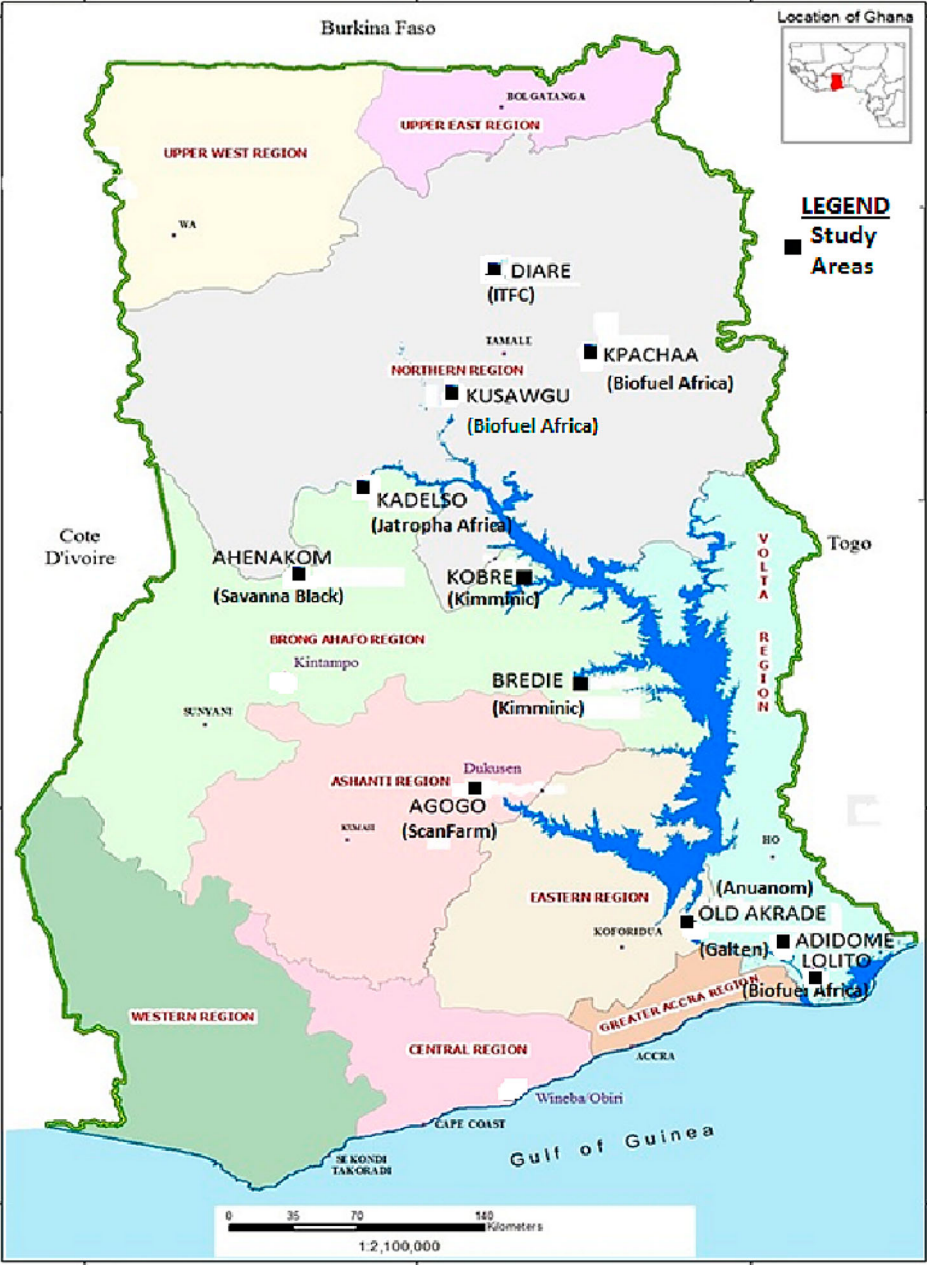 Burkina Faso
Location of Ghana
BOLGATANGA
UPPER EAST REGION
UPPER WEST REGION
WA
LEGEND
Study
Areas
DIARE
(ITFC)
TAMALE
KPACHAA
(Biofuel Africa)
NORTHERN REGION
KUSAWGU
(Biofuel Africa)
KADELSO
(Jatropha Africa)
Cote
D'ivoire
Togo
VOLTA REGION
AHENAKOM
(Savanna Black)
KOBRE
(Kimminic)
BRONG AHAFO REGION
Kintampo
BREDIE
(Kimminic)
SUNYANI
Dukusen
ASHANTI REGION
AGOGO
(ScanFarm)
KUMASI
HO
(Anuanom)
EASTERN REGION
OLD AKRADE
KOFORIDUA
(Galten)
ADIDOME
LOLITO
(Biofuel Africa)
GREATER ACCRA REGION
WESTERN REGION
CENTRAL REGION
ACCRA
Wineba/Obiri
CAPE COAST
Gulf of Guinea
SEKONDI
TAKORADI
0 35 70 140
Kilometers
1:2,100,000